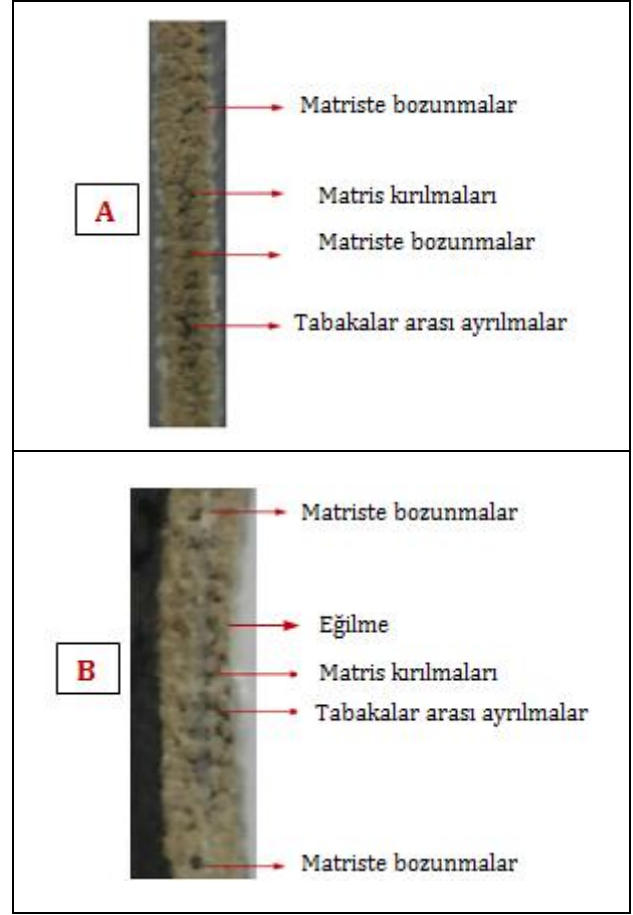 Matriste bozunmalar
A
Matris kırılmaları
Matriste bozunmalar
Tabakalar arası ayrılmalar
Matriste bozunmalar
Eğilme
B
Matris kırılmaları
Tabakalar arası ayrılmalar
Matriste bozunmalar